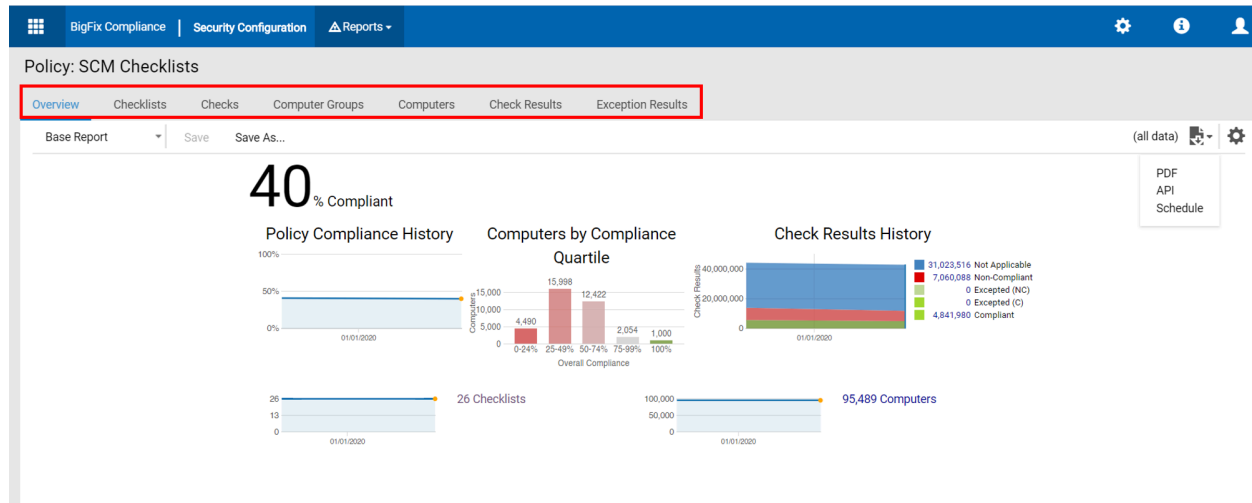 BigFix Compliance | Security Configuration Reports
Policy: SCM Checklists
Overview Checklists Checks Computer Groups Computers Check Results Exception Results
Base Report Save Save As... (all data)
PDF
API
Schedule
40% Compliant
Policy Compliance History
100%
50%
0%
01/01/2020
Computers by Compliance
Quartile
Computers
15,000
10,000
5,000
0
4,490
15,998
12,422
2,054
1,000
0-24% 25-49% 50-74% 75-99% 100%
Overall Compliance
Check Results History
Check Results
40,000,000
20,000,000
0
01/01/2020
31,023,516 Not Applicable
7,060,088 Non-Compliant
0 Excepted (NC)
0 Excepted (C)
4,841,980 Compliant
26
13
0
01/01/2020
26 Checklists
100,000
50,000
0
01/01/2020
95,489 Computers